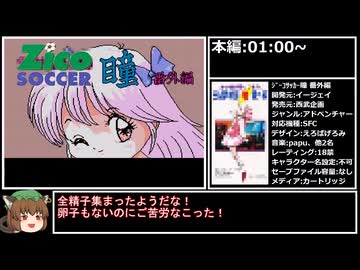 Zico
SOCCER
瞳
番外編
本編:01:00~
ｼﾞｰｺｻｯｶｰ瞳 番外編
開発元:イージェイ
発売元:西武企画
ジャンル:アドベンチャー
対応機種:SFC
デザイン:えろぱげろみ
音楽:papu、他2名
レーティング:18禁
キャラクター名設定:不可
セーブファイル容量:なし
メディア:カートリッジ
全精子集まったようだな！
卵子もないのにご苦労なこった！